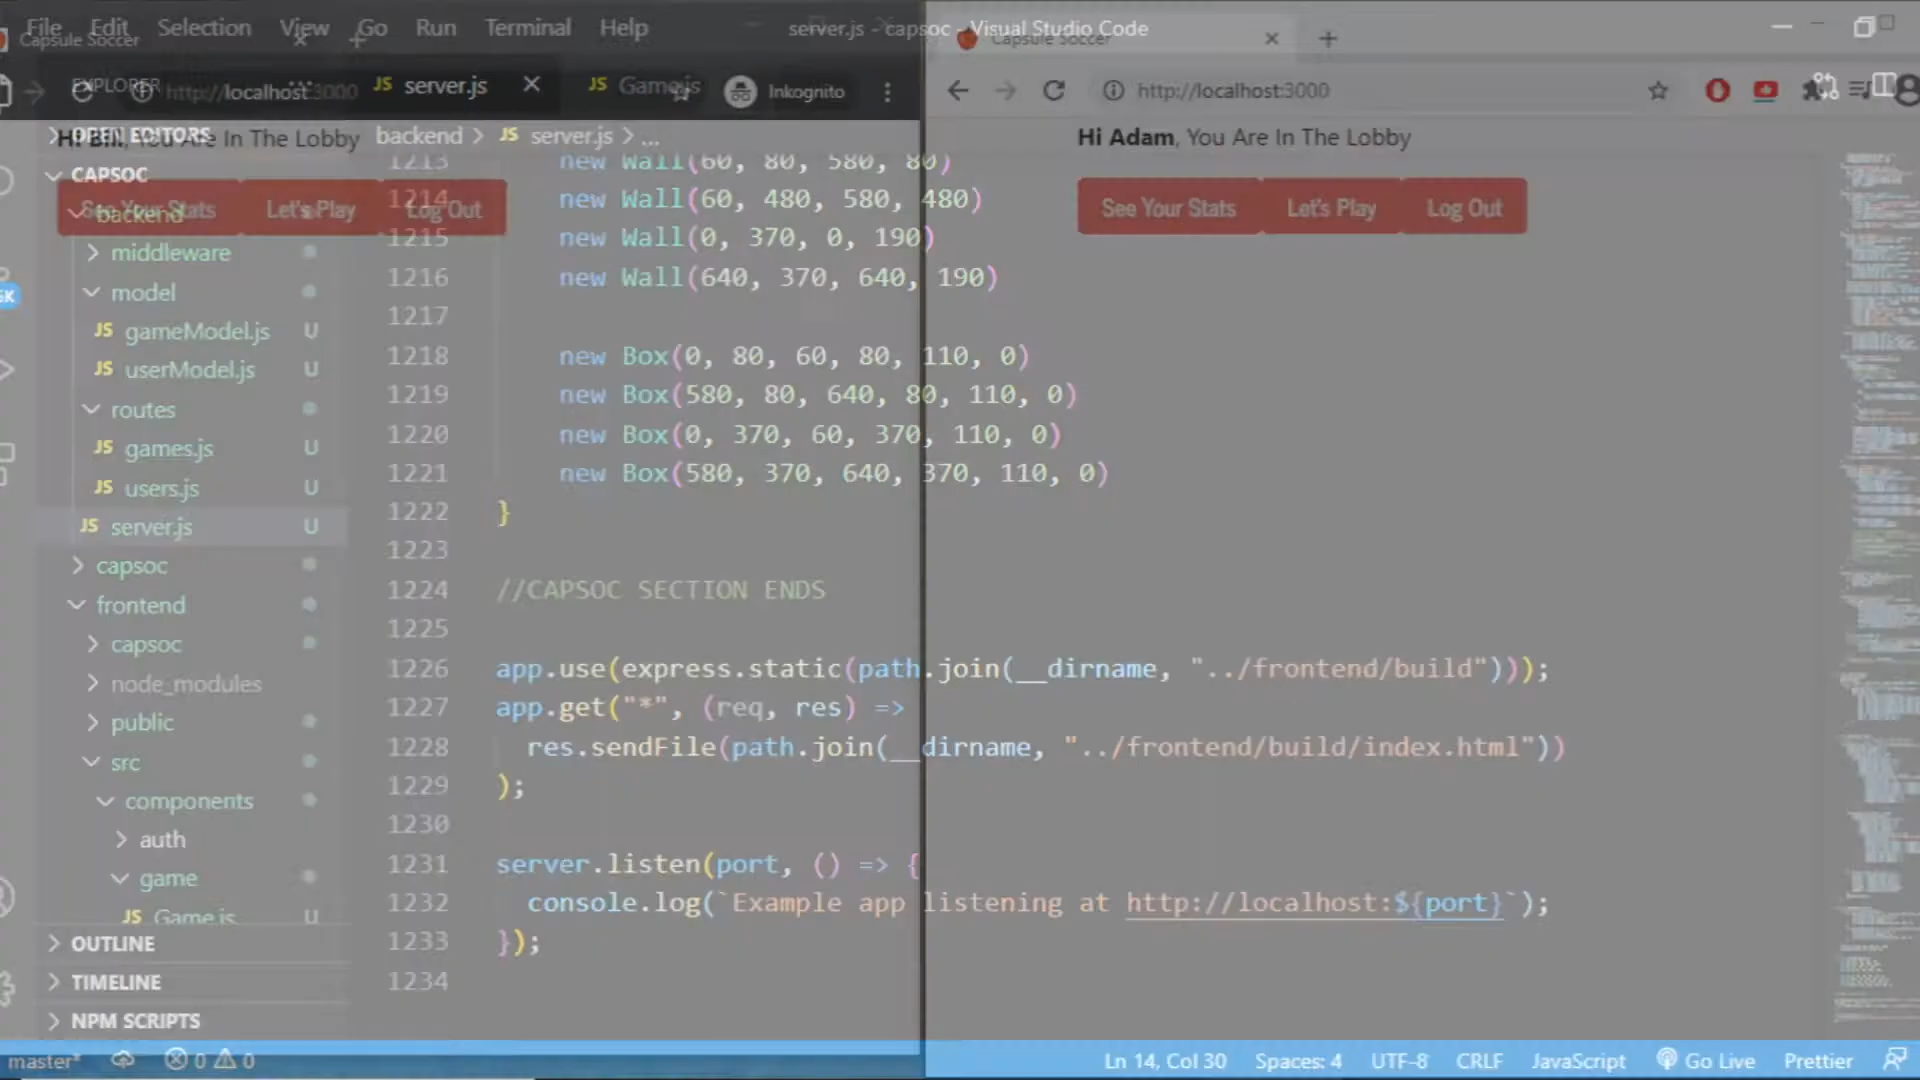 File Edit Selection View Go Run Terminal Help
server.js - capsoc - Visual Studio Code
Capsule Soccer
Capsule Soccer
EXPLORER
http://localhost:3000
JS server.js
JS Game.js
Inkognito
http://localhost:3000
OPEN EDITORS
Hi Bill, You Are In The Lobby
backend > JS server.js > ...
Hi Adam, You Are In The Lobby
CAPSOC
See Your Stats Let's Play Log Out
See Your Stats Let's Play Log Out
backend
middleware
model
JS gameModel.js U
JS userModel.js U
routes
JS games.js U
JS users.js U
JS server.js U
capsoc
frontend
capsoc
node_modules
public
src
components
auth
game
JS Game.js U
OUTLINE
TIMELINE
NPM SCRIPTS
1213 new Wall(60, 80, 580, 80)
1214 new Wall(60, 480, 580, 480)
1215 new Wall(0, 370, 0, 190)
1216 new Wall(640, 370, 640, 190)
1217
1218 new Box(0, 80, 60, 80, 110, 0)
1219 new Box(580, 80, 640, 80, 110, 0)
1220 new Box(0, 370, 60, 370, 110, 0)
1221 new Box(580, 370, 640, 370, 110, 0)
1222 }
1223
1224 //CAPSOC SECTION ENDS
1225
1226 app.use(express.static(path.join(__dirname, "../frontend/build")));
1227 app.get("*", (req, res) =>
1228 res.sendFile(path.join(__dirname, "../frontend/build/index.html"))
1229 );
1230
1231 server.listen(port, () => {
1232 console.log(`Example app listening at http://localhost:${port}`);
1233 });
1234
master* 0 0
Ln 14, Col 30 Spaces: 4 UTF-8 CRLF JavaScript Go Live Prettier